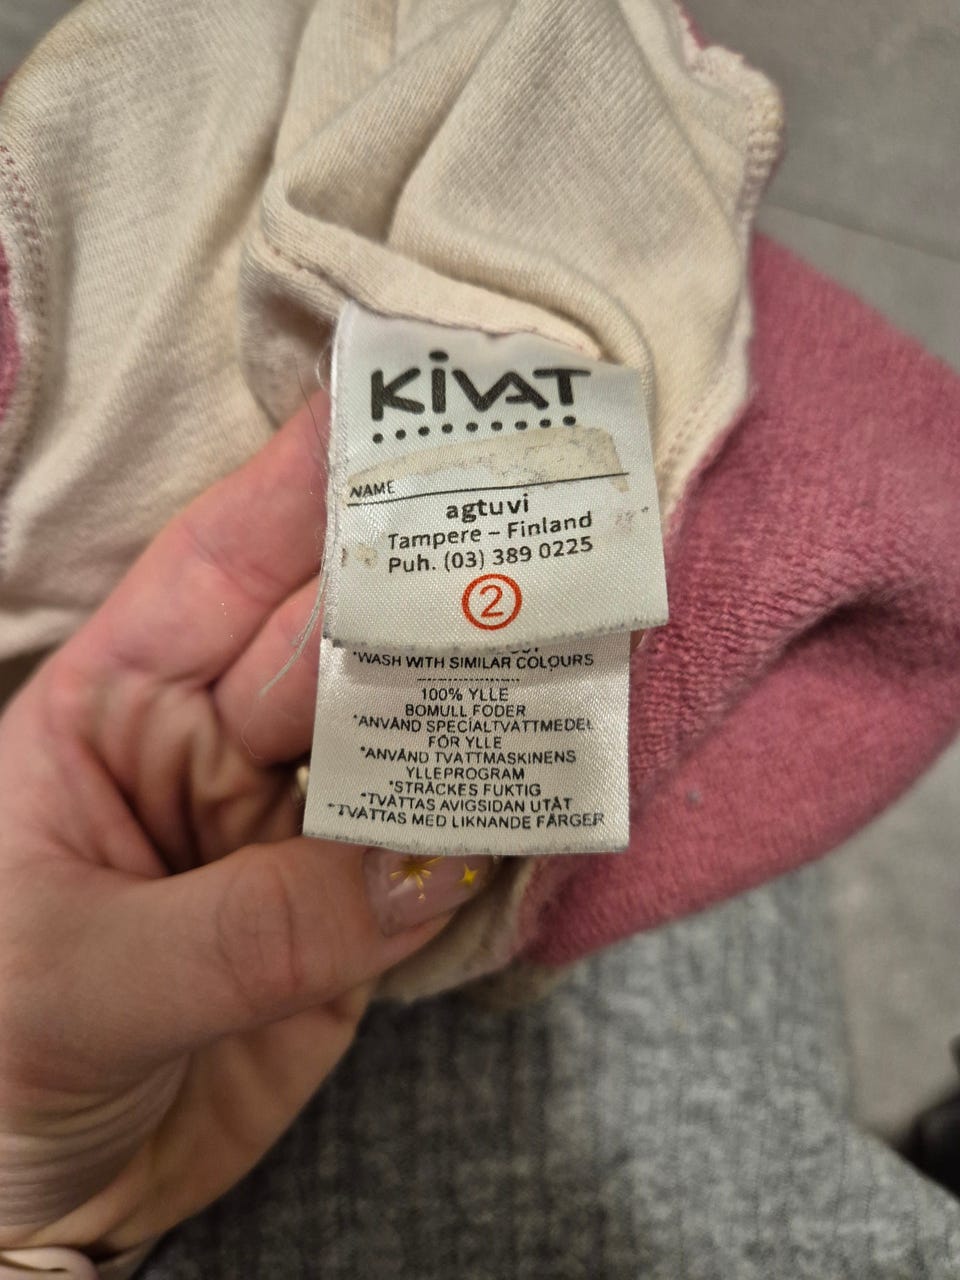 KIVAT
NAME
agtuvi
Tampere – Finland
Puh. (03) 389 0225
2
*WASH WITH SIMILAR COLOURS
100% YLLE
BOMULL FODER
*ANVÄND SPECIALTVATTMEDEL
FÖR YLLE
*ANVÄND TVÄTTMASKINENS
YLLEPROGRAM
*STRÄCKES FUKTIG
*TVÄTTAS AVIGSIDAN UTÅT
*TVÄTTAS MED LIKNANDE FÄRGER